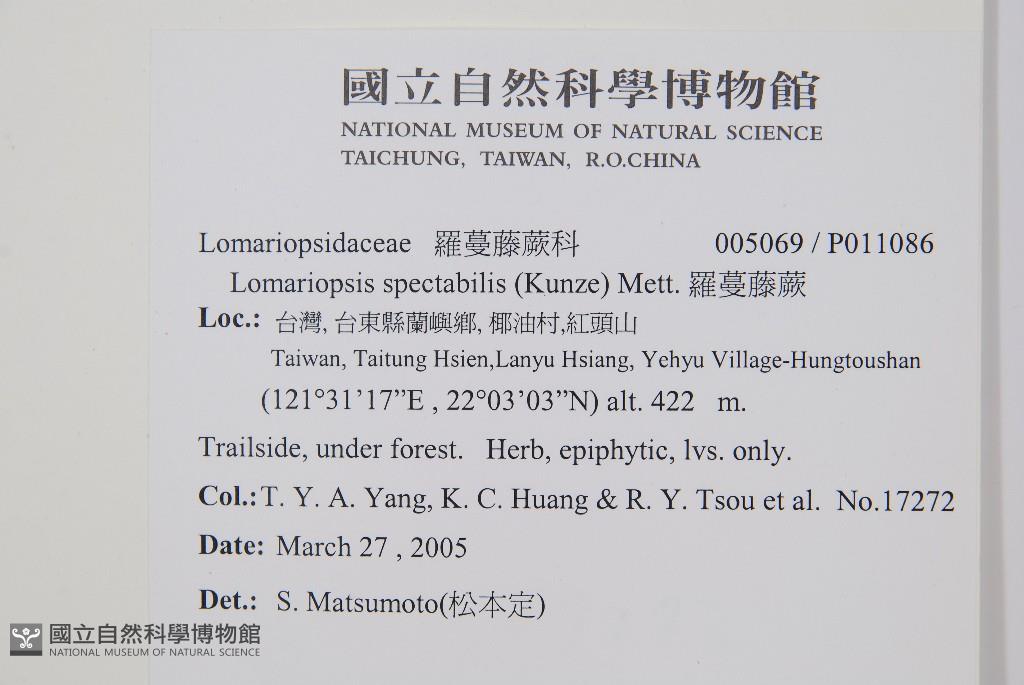 國立自然科學博物館
NATIONAL MUSEUM OF NATURAL SCIENCE
TAICHUNG, TAIWAN, R.O.CHINA
Lomariopsidaceae 羅蔓藤蕨科 005069 / P011086
Lomariopsis spectabilis (Kunze) Mett. 羅蔓藤蕨
Loc.: 台灣, 台東縣蘭嶼鄉, 椰油村,紅頭山
Taiwan, Taitung Hsien,Lanyu Hsiang, Yehyu Village-Hungtoushan
(121°31’17”E , 22°03’03”N) alt. 422 m.
Trailside, under forest. Herb, epiphytic, lvs. only.
Col.:T. Y. A. Yang, K. C. Huang & R. Y. Tsou et al. No.17272
Date: March 27 , 2005
Det.: S. Matsumoto(松本定)
國立自然科學博物館
NATIONAL MUSEUM OF NATURAL SCIENCE